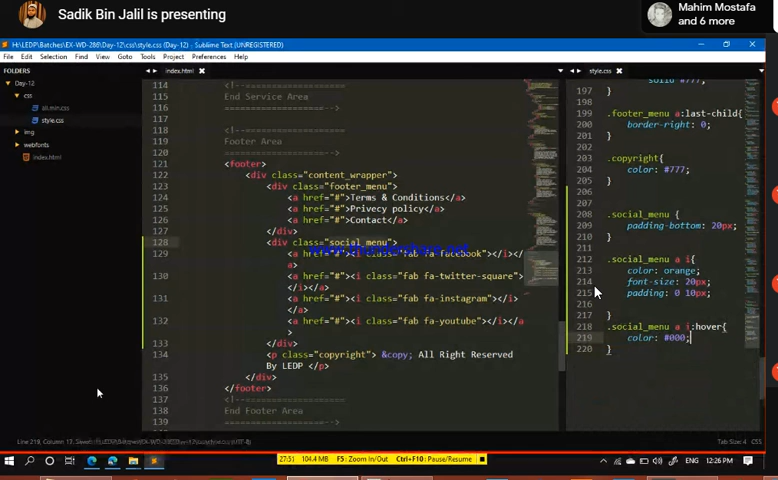 Sadik Bin Jalil is presenting
Mahim Mostafa
and 6 more
H:\LEDP\Batches\EX-WD-286\Day-12\css\style.css (Day-12) - Sublime Text (UNREGISTERED)
File Edit Selection Find View Goto Tools Project Preferences Help
FOLDERS
Day-12
css
all.min.css
style.css
img
webfonts
index.html
index.html
114 <!--===================
115 End Service Area
116 ===================-->
117
118 <!--===================
119 Footer Area
120 ===================-->
121 <footer>
122 <div class="content_wrapper">
123 <div class="footer_menu">
124 <a href="#">Terms & Conditions</a>
125 <a href="#">Privecy policy</a>
126 <a href="#">Contact</a>
127 </div>
128 <div class="social_menu">
129 <a href="#"><i class="fab fa-facebook"></i></
a>
130 <a href="#"><i class="fab fa-twitter-square">
</i></a>
131 <a href="#"><i class="fab fa-instagram"></i>
</a>
132 <a href="#"><i class="fab fa-youtube"></i></a
>
133 </div>
134 <p class="copyright"> &copy; All Right Reserved
By LEDP </p>
135 </div>
136 </footer>
137 <!--===================
138 End Footer Area
139 ===================-->
style.css
solid #777;
197 }
198
199 .footer_menu a:last-child{
200 border-right: 0;
201 }
202
203 .copyright{
204 color: #777;
205 }
206
207
208 .social_menu {
209 padding-bottom: 20px;
210 }
211
212 .social_menu a i{
213 color: orange;
214 font-size: 20px;
215 padding: 0 10px;
216
217 }
218 .social_menu a i:hover{
219 color: #000;
220 }
Tab Size: 4 CSS
27:51 104.4 MB F5: Zoom In/Out Ctrl+F10: Pause/Resume
ENG 12:26 PM